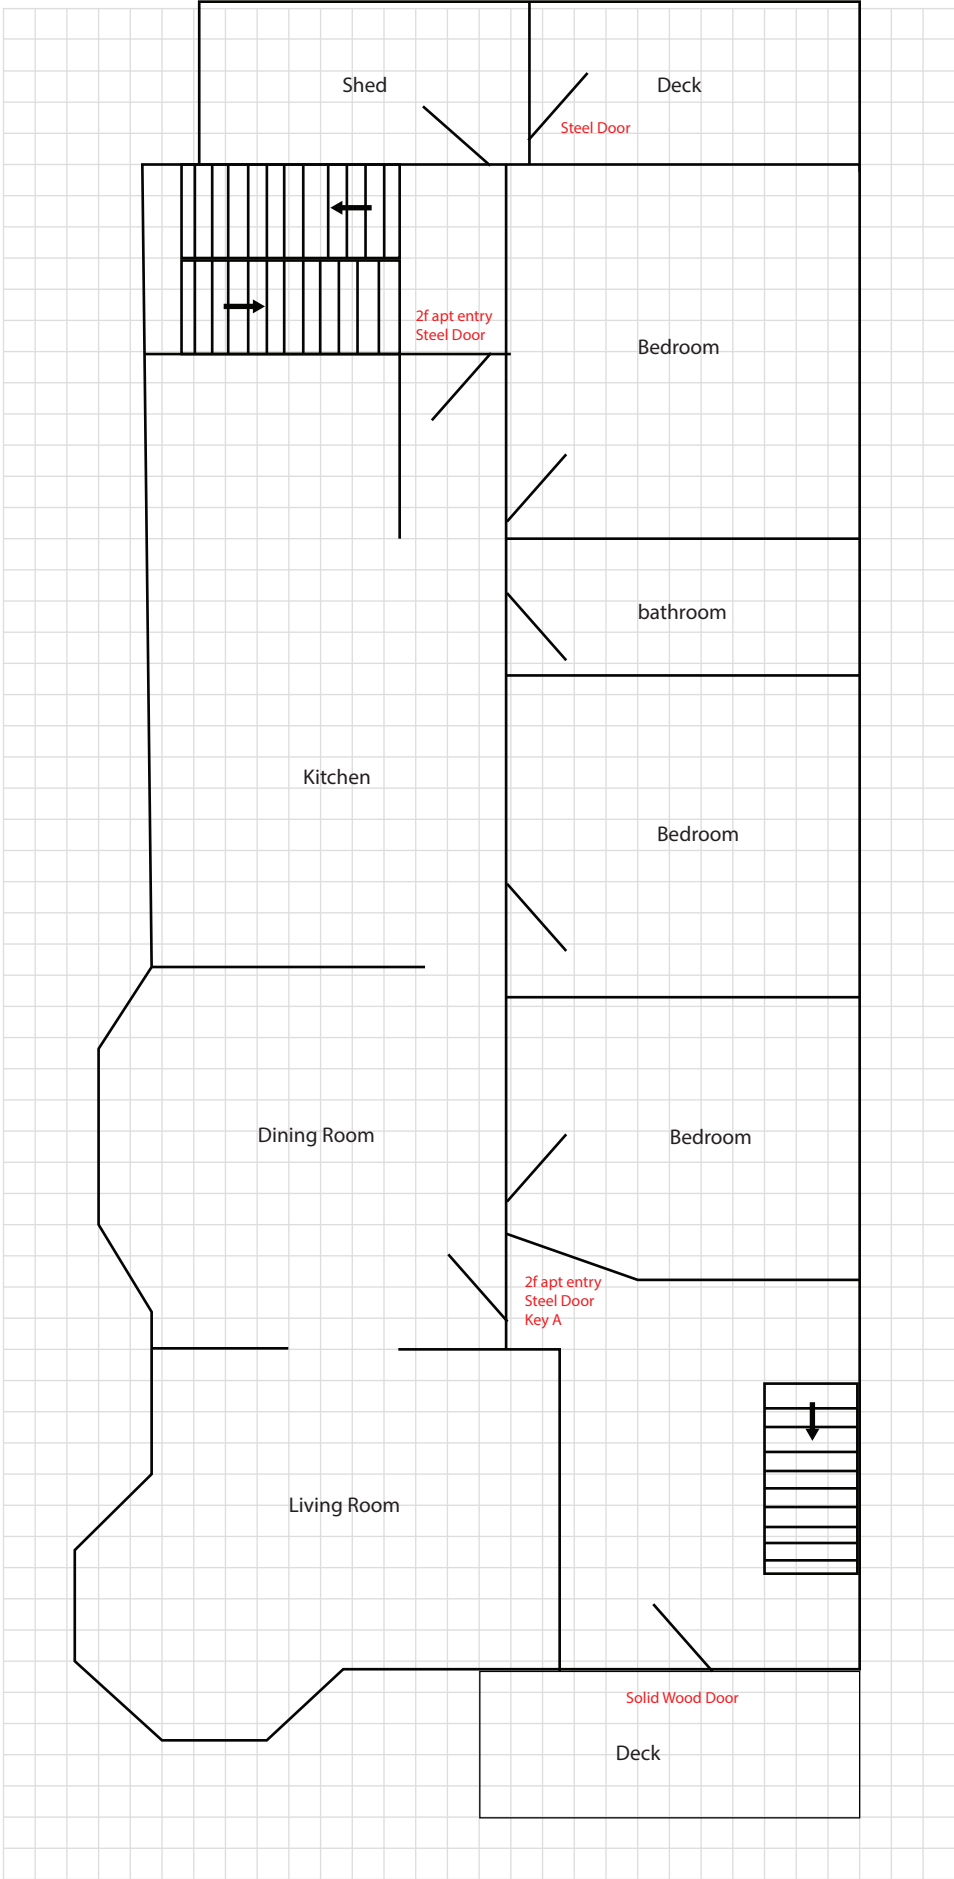 Shed
Deck
Steel Door
2f apt entry
Steel Door
Bedroom
bathroom
Kitchen
Bedroom
Dining Room
Bedroom
2f apt entry
Steel Door
Key A
Living Room
Solid Wood Door
Deck